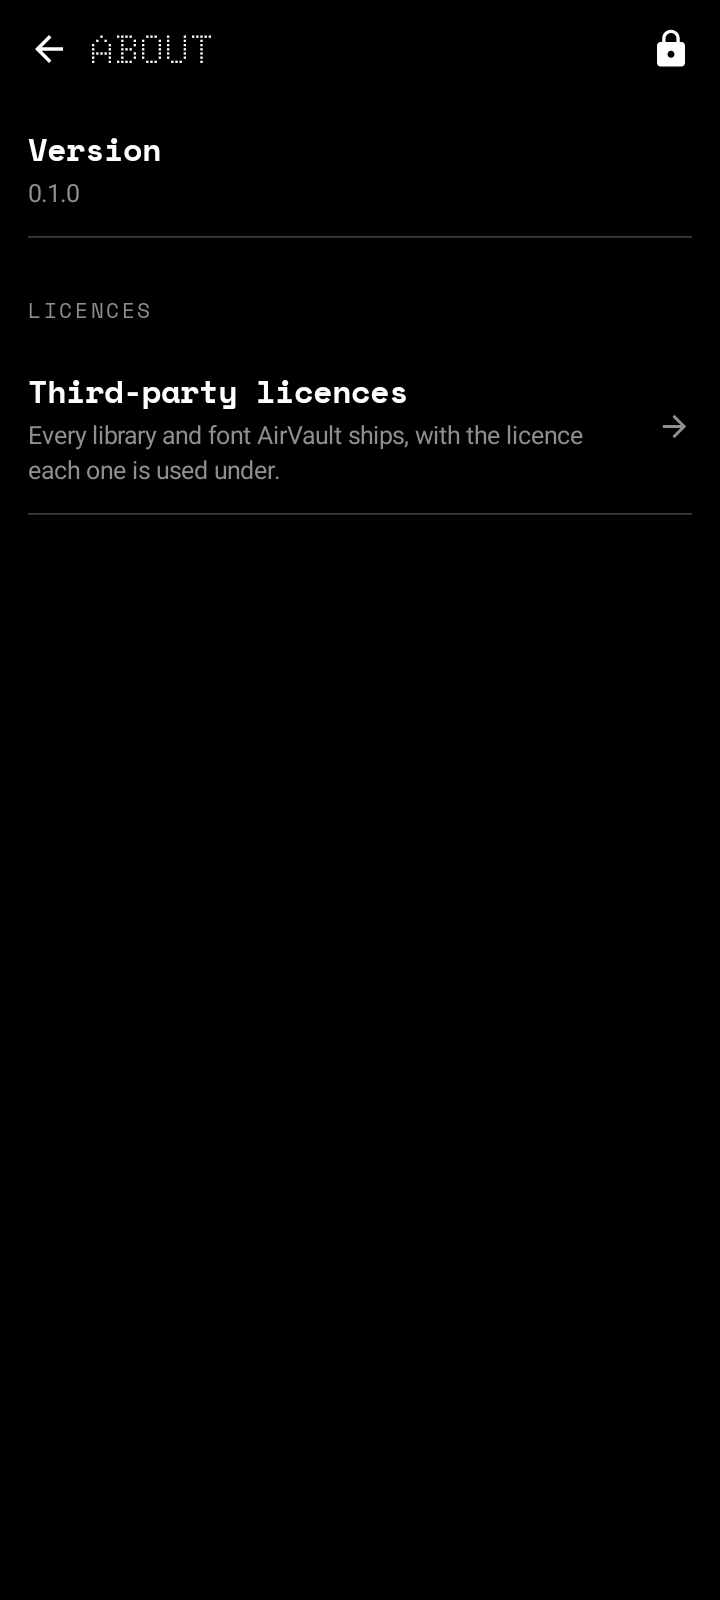 ABOUT
Version
0.1.0
LICENCES
Third-party licences
Every library and font AirVault ships, with the licence
each one is used under.